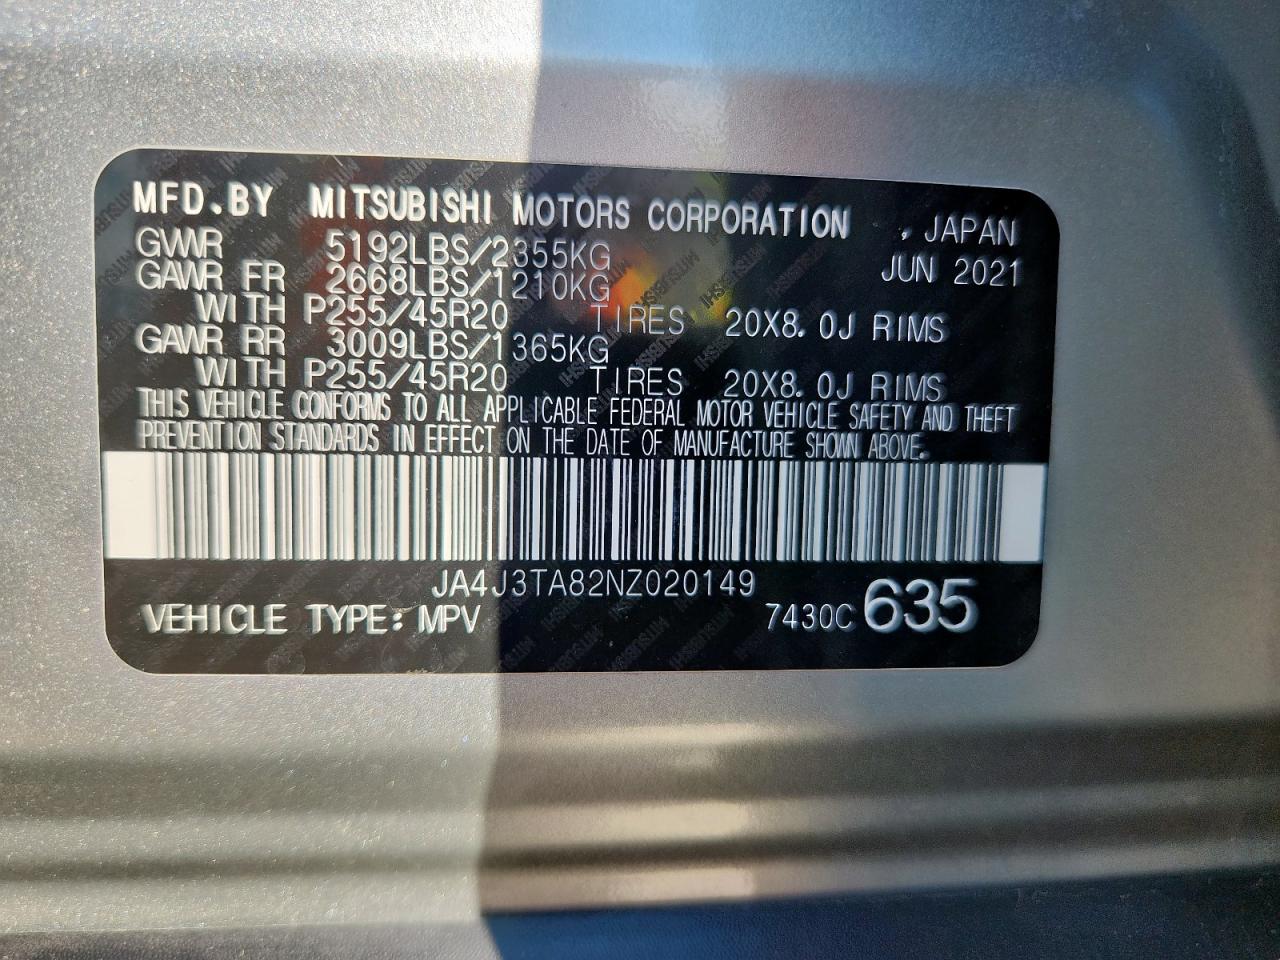 MFD.BY MITSUBISHI MOTORS CORPORATION , JAPAN
GVWR 5192LBS/2355KG JUN 2021
GAWR FR 2668LBS/1210KG
WITH P255/45R20 TIRES 20X8.0J RIMS
GAWR RR 3009LBS/1365KG
WITH P255/45R20 TIRES 20X8.0J RIMS
THIS VEHICLE CONFORMS TO ALL APPLICABLE FEDERAL MOTOR VEHICLE SAFETY AND THEFT
PREVENTION STANDARDS IN EFFECT ON THE DATE OF MANUFACTURE SHOWN ABOVE.
JA4J3TA82NZ020149
VEHICLE TYPE: MPV 7430C 635